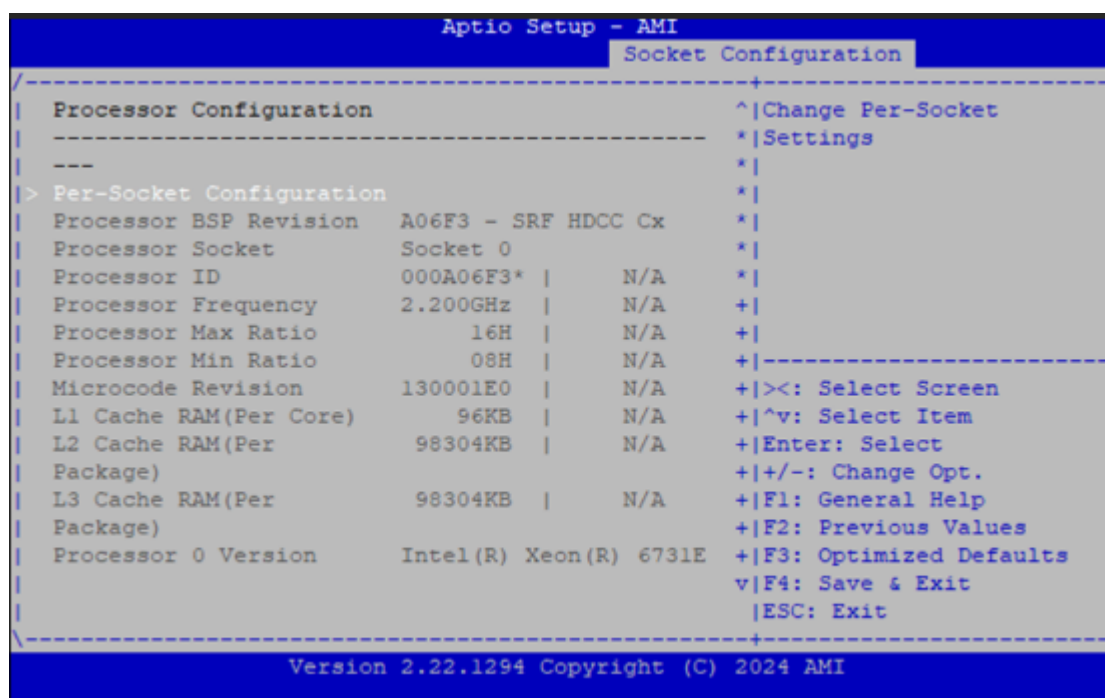 Aptio Setup - AMI
Socket Configuration
/----------------------------------------------------+-------------------------
| Processor Configuration ^|Change Per-Socket
| ----------------------------------------------- *|Settings
| --- *|
|> Per-Socket Configuration *|
| Processor BSP Revision A06F3 - SRF HDCC Cx *|
| Processor Socket Socket 0 *|
| Processor ID 000A06F3* | N/A *|
| Processor Frequency 2.200GHz | N/A +|
| Processor Max Ratio 16H | N/A +|
| Processor Min Ratio 08H | N/A +|-------------------------
| Microcode Revision 130001E0 | N/A +|><: Select Screen
| L1 Cache RAM(Per Core) 96KB | N/A +|^v: Select Item
| L2 Cache RAM(Per 98304KB | N/A +|Enter: Select
| Package) +|+/-: Change Opt.
| L3 Cache RAM(Per 98304KB | N/A +|F1: General Help
| Package) +|F2: Previous Values
| Processor 0 Version Intel(R) Xeon(R) 6731E +|F3: Optimized Defaults
| v|F4: Save & Exit
| |ESC: Exit
\----------------------------------------------------+-------------------------
Version 2.22.1294 Copyright (C) 2024 AMI